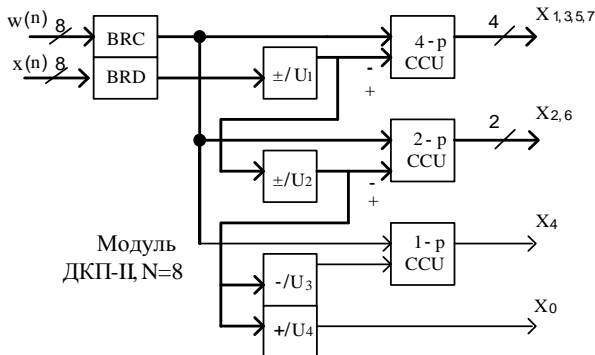 w(n) 8 BRC
x(n) 8 BRD
±/U1
4-p CCU
4
X1,3,5,7
-
+
±/U2
2-p CCU
2
X2,6
-
+
1-p CCU
X4
Модуль
ДКП-II, N=8
-/U3
+/U4
X0